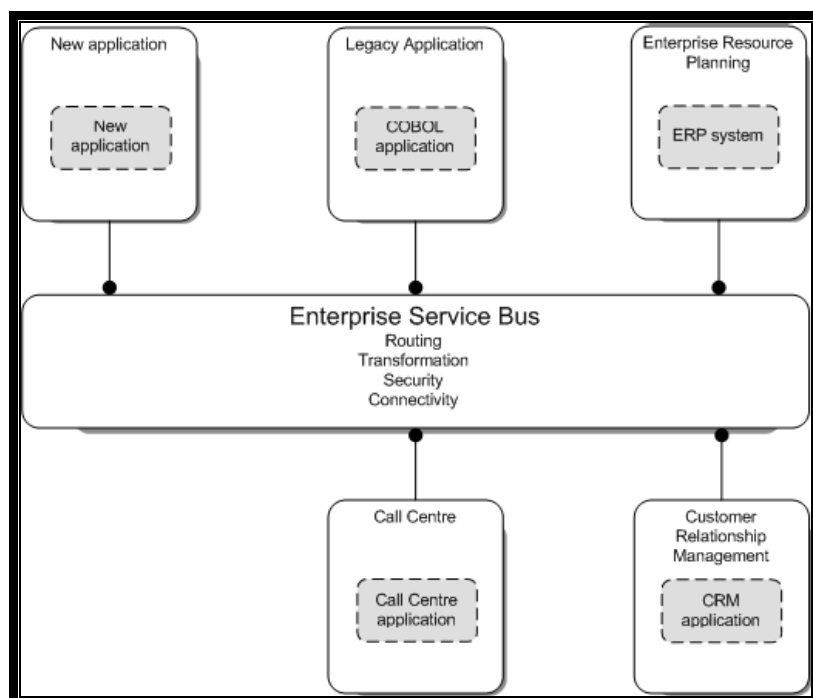 New application
New
application
Legacy Application
COBOL
application
Enterprise Resource
Planning
ERP system
Enterprise Service Bus
Routing
Transformation
Security
Connectivity
Call Centre
Call Centre
application
Customer
Relationship
Management
CRM
application